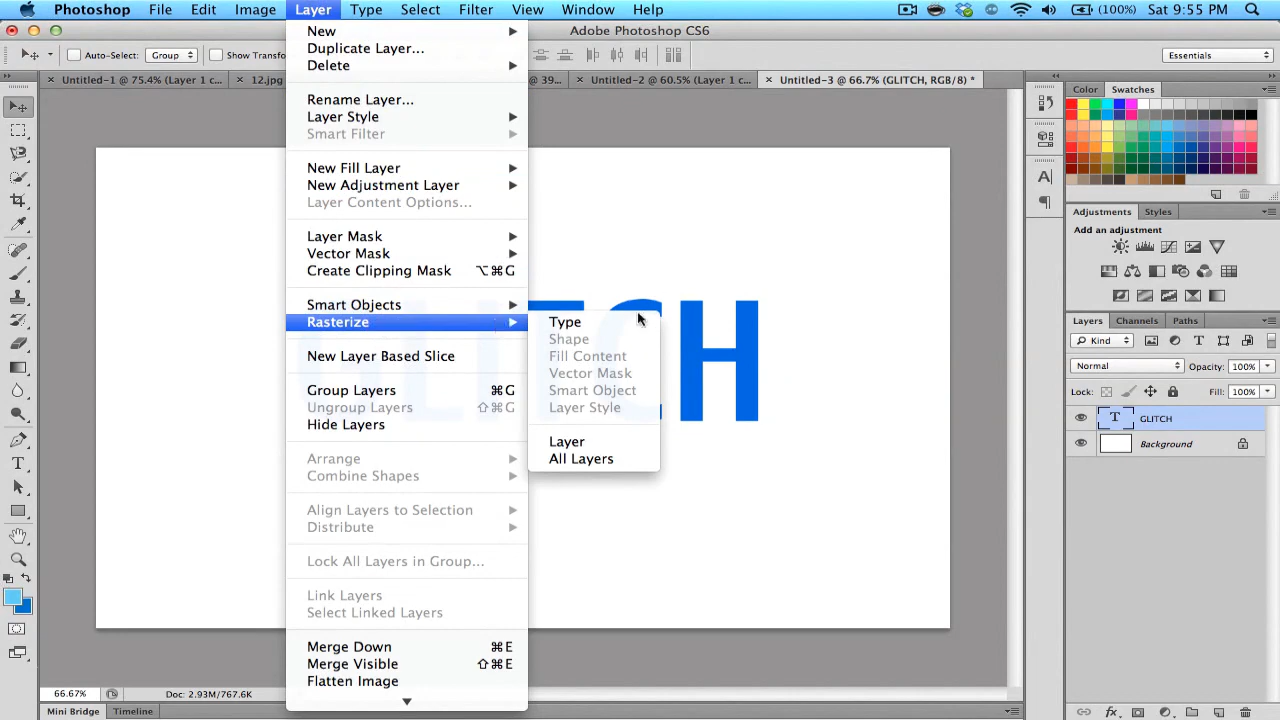 Photoshop File Edit Image Layer Type Select Filter View Window Help (100%) Sat 9:55 PM
Adobe Photoshop CS6
Auto-Select: Group Show Transform Essentials
Untitled-1 @ 75.4% (Layer 1 c... 12.jpg @ 39... Untitled-2 @ 60.5% (Layer 1 c... Untitled-3 @ 66.7% (GLITCH, RGB/8) *
New
Duplicate Layer...
Delete
Rename Layer...
Layer Style
Smart Filter
New Fill Layer
New Adjustment Layer
Layer Content Options...
Layer Mask
Vector Mask
Create Clipping Mask ⌥⌘G
Smart Objects
Rasterize
New Layer Based Slice
Group Layers ⌘G
Ungroup Layers ⇧⌘G
Hide Layers
Arrange
Combine Shapes
Align Layers to Selection
Distribute
Lock All Layers in Group...
Link Layers
Select Linked Layers
Merge Down ⌘E
Merge Visible ⇧⌘E
Flatten Image
Type
Shape
Fill Content
Vector Mask
Smart Object
Layer Style
Layer
All Layers
GLITCH
Color Swatches
Adjustments Styles
Add an adjustment
Layers Channels Paths
Kind
Normal Opacity: 100%
Lock: Fill: 100%
T GLITCH
Background
66.67% Doc: 2.93M/767.6K
Mini Bridge Timeline